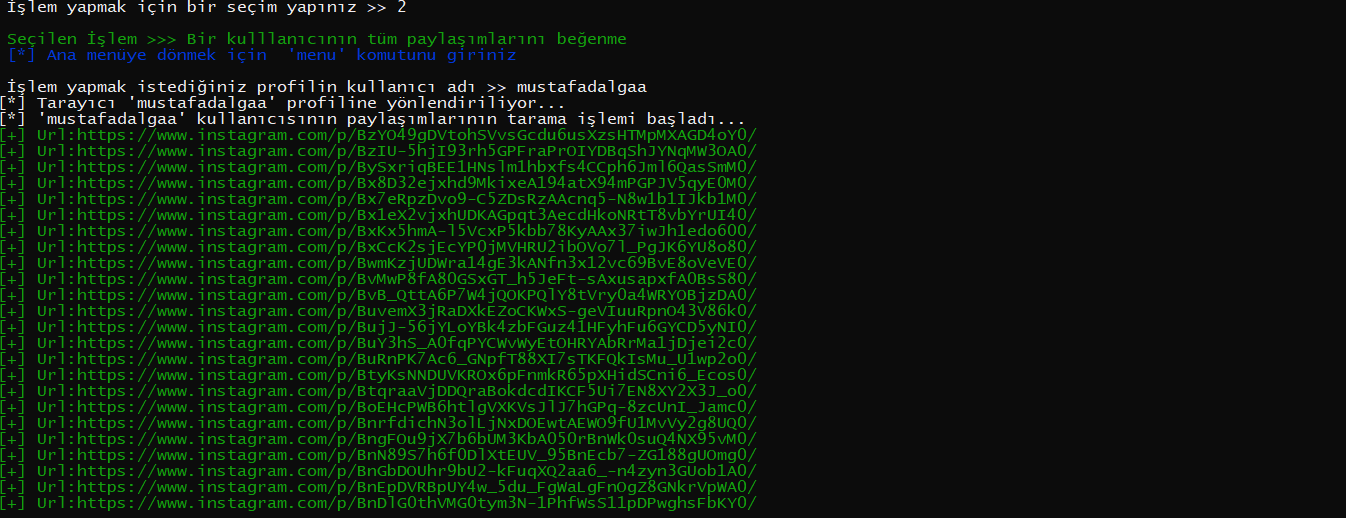 İşlem yapmak için bir seçim yapınız >> 2
Seçilen İşlem >>> Bir kulllanıcının tüm paylaşımlarını beğenme
[*] Ana menüye dönmek için 'menu' komutunu giriniz
İşlem yapmak istediğiniz profilin kullanıcı adı >> mustafadalgaa
[*] Tarayıcı 'mustafadalgaa' profiline yönlendiriliyor...
[*] 'mustafadalgaa' kullanıcısının paylaşımlarının tarama işlemi başladı...
[+] Url:https://www.instagram.com/p/BzYO49gDVtohSVvsGcdu6usXzsHTMpMXAGD4oY0/
[+] Url:https://www.instagram.com/p/BzIU-5hjI93rh5GPFraPrOIYDBqShJYNqMW3OA0/
[+] Url:https://www.instagram.com/p/BySxriqBEE1HNslm1hbxfs4CCph6Jml6QasSmM0/
[+] Url:https://www.instagram.com/p/Bx8D32ejxhd9MkixeA194atX94mPGPJV5qyE0M0/
[+] Url:https://www.instagram.com/p/Bx7eRpzDvo9-C5ZDsRzAAcnq5-N8w1b1IJkb1M0/
[+] Url:https://www.instagram.com/p/Bx1eX2vjxhUDKAGpqt3AecdHkoNRtT8vbYrUI40/
[+] Url:https://www.instagram.com/p/BxKx5hmA-l5VcxP5kbb78KyAAx37iwJh1edo600/
[+] Url:https://www.instagram.com/p/BxCcK2sjEcYP0jMVHRU2ibOVo7l_PgJK6YU8o80/
[+] Url:https://www.instagram.com/p/BwmKzjUDWra14gE3kANfn3x12vc69BvE8oVeVE0/
[+] Url:https://www.instagram.com/p/BvMwP8fA8OGSxGT_h5JeFt-sAxusapxfA0BsS80/
[+] Url:https://www.instagram.com/p/BvB_QttA6P7W4jQOKPQlY8tVry0a4WRYOBjzDA0/
[+] Url:https://www.instagram.com/p/BuvemX3jRaDXkEZoCKWxS-geVIuuRpnO43V86k0/
[+] Url:https://www.instagram.com/p/BujJ-56jYLoYBk4zbFGuz41HFyhFu6GYCD5yNI0/
[+] Url:https://www.instagram.com/p/BuY3hS_A0fqPYCWvWyEtOHRYAbRrMa1jDjei2c0/
[+] Url:https://www.instagram.com/p/BuRnPK7Ac6_GNpfT88XI7sTKFQkIsMu_U1wp2o0/
[+] Url:https://www.instagram.com/p/BtyKsNNDUVKROx6pFnmkR65pXHidSCni6_Ecos0/
[+] Url:https://www.instagram.com/p/BtqraaVjDDQraBokdcdIKCF5Ui7EN8XY2X3J_o0/
[+] Url:https://www.instagram.com/p/BoEHcPWB6htlgVXKVsJlJ7hGPq-8zcUnI_Jamc0/
[+] Url:https://www.instagram.com/p/BnrfdichN3olLjNxDOEwtAEWO9fU1MvVy2g8UQ0/
[+] Url:https://www.instagram.com/p/BngFOu9jX7b6bUM3KbA050rBnWk0suQ4NX95vM0/
[+] Url:https://www.instagram.com/p/BnN89S7h6fODlXtEUV_95BnEcb7-ZG188gUOmg0/
[+] Url:https://www.instagram.com/p/BnGbDOUhr9bU2-kFuqXQ2aa6_-n4zyn3GUob1A0/
[+] Url:https://www.instagram.com/p/BnEpDVRBpUY4w_5du_FgWaLgFnOgZ8GNkrVpWA0/
[+] Url:https://www.instagram.com/p/BnDlG0thVMG0tym3N-1PhfWsS11pDPwghsFbKY0/